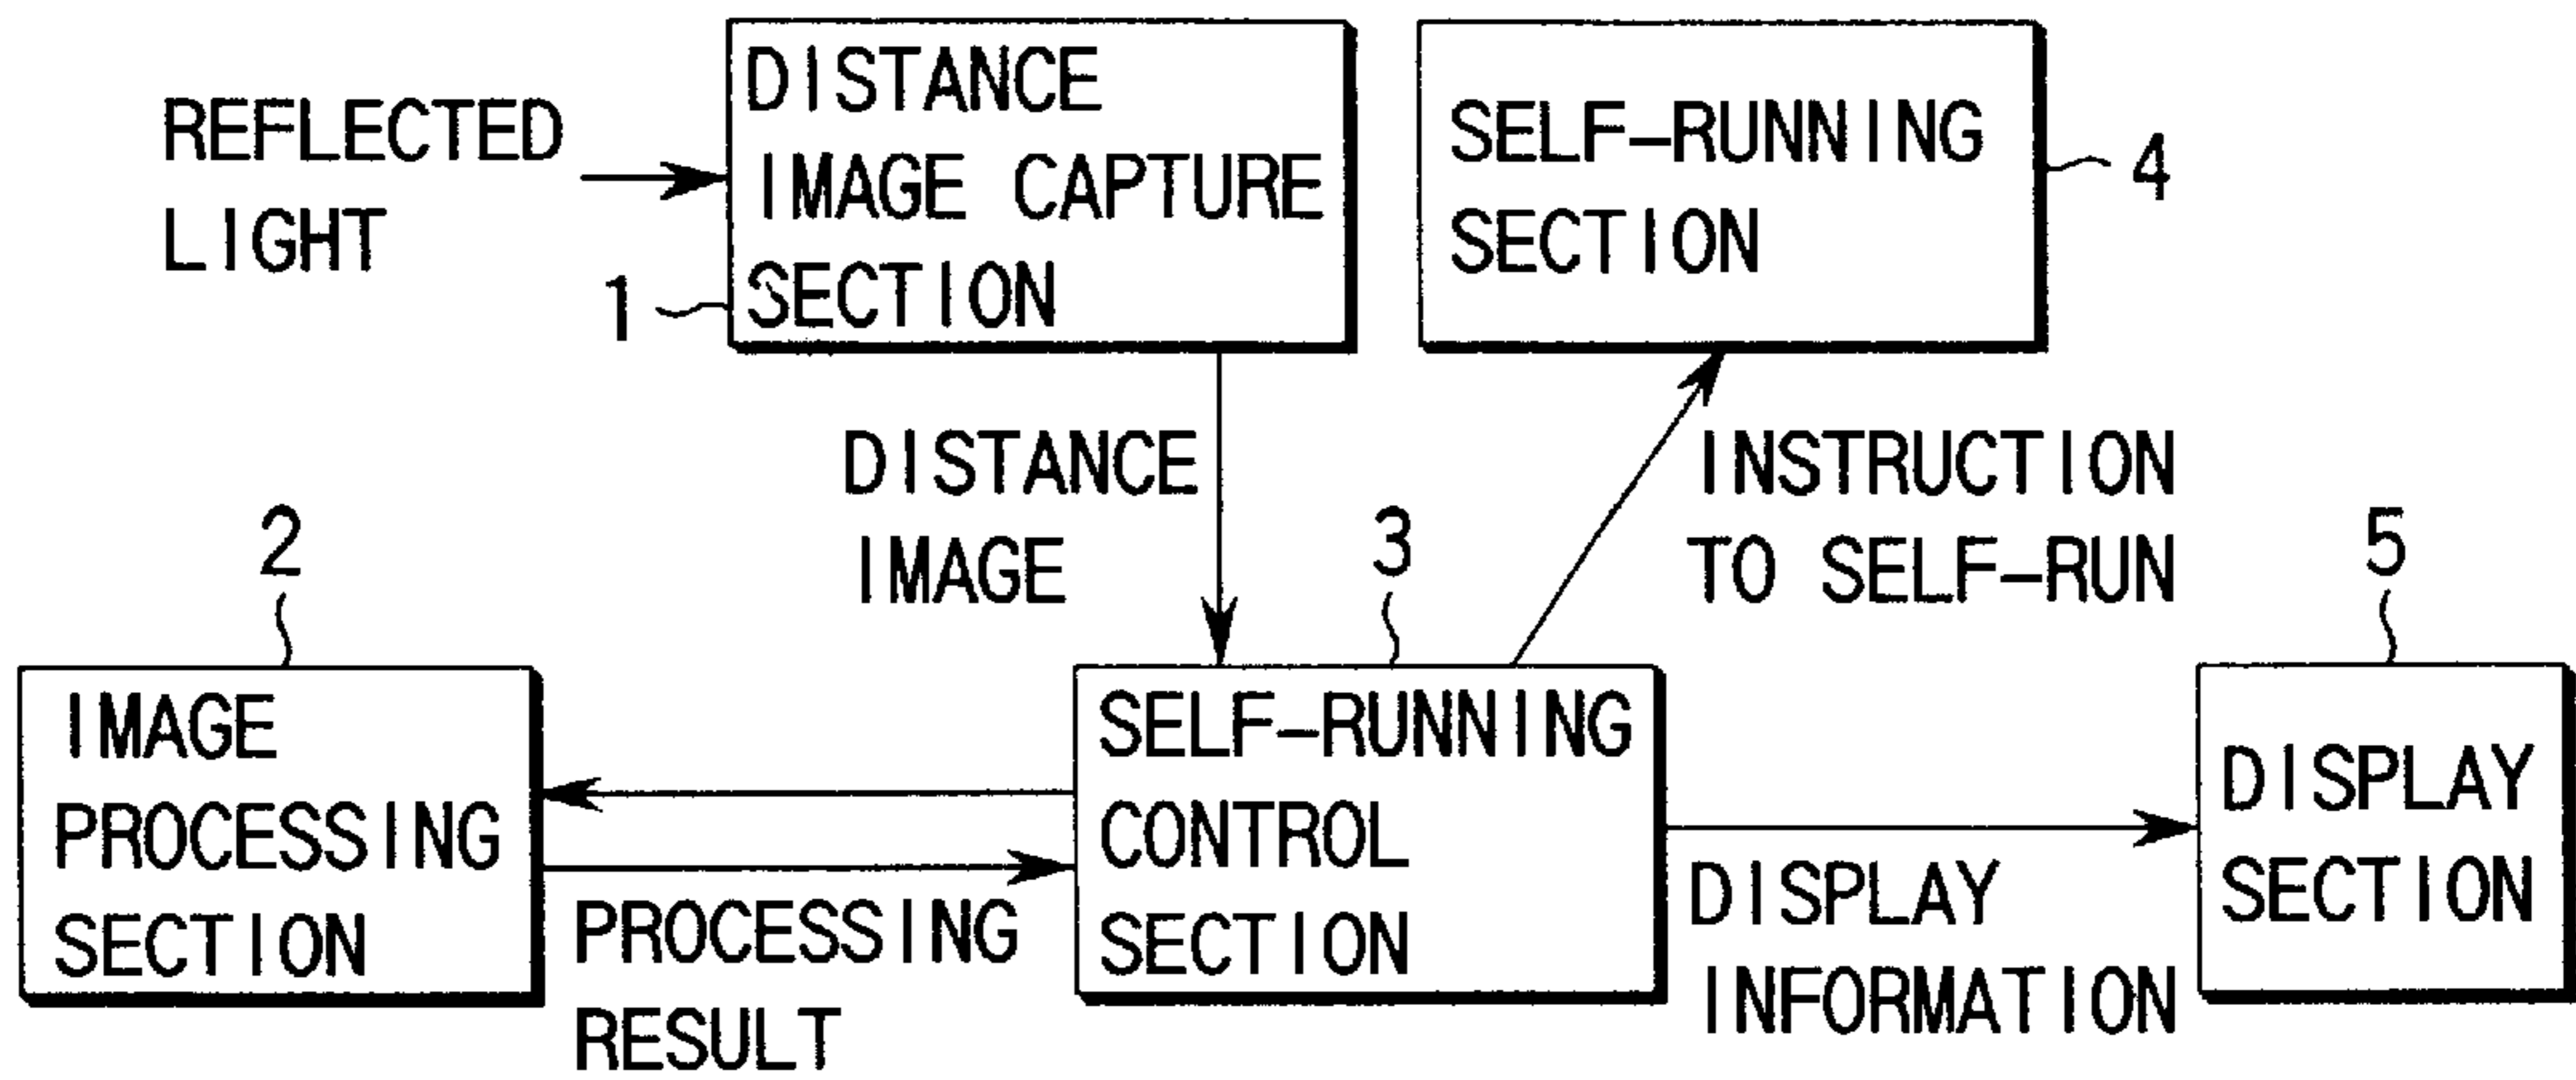 REFLECTED
LIGHT
DISTANCE
IMAGE CAPTURE
SECTION
1
SELF-RUNNING
SECTION
4
DISTANCE
IMAGE
INSTRUCTION
TO SELF-RUN
2
IMAGE
PROCESSING
SECTION
PROCESSING
RESULT
3
SELF-RUNNING
CONTROL
SECTION
DISPLAY
INFORMATION
5
DISPLAY
SECTION